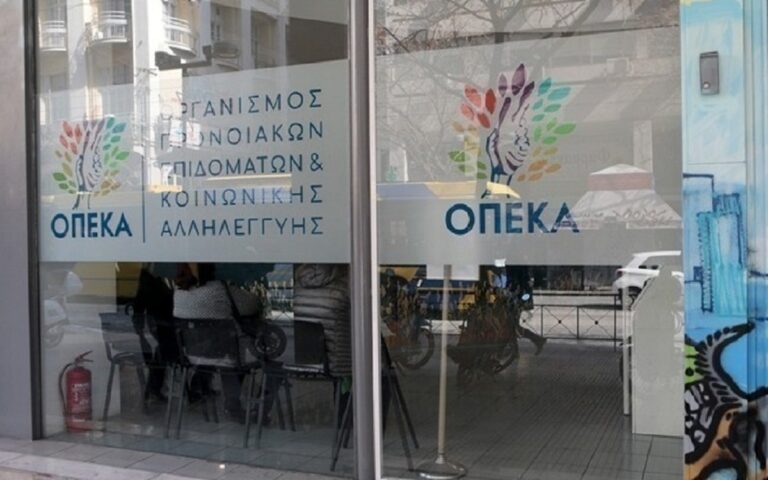 ΟΡΓΑΝΙΣΜΟΣ
ΠΡΟΝΟΙΑΚΩΝ
ΕΠΙΔΟΜΑΤΩΝ &
ΚΟΙΝΩΝΙΚΗΣ
ΑΛΛΗΛΕΓΓΥΗΣ
ΟΠΕΚΑ
ΟΠΕΚΑ